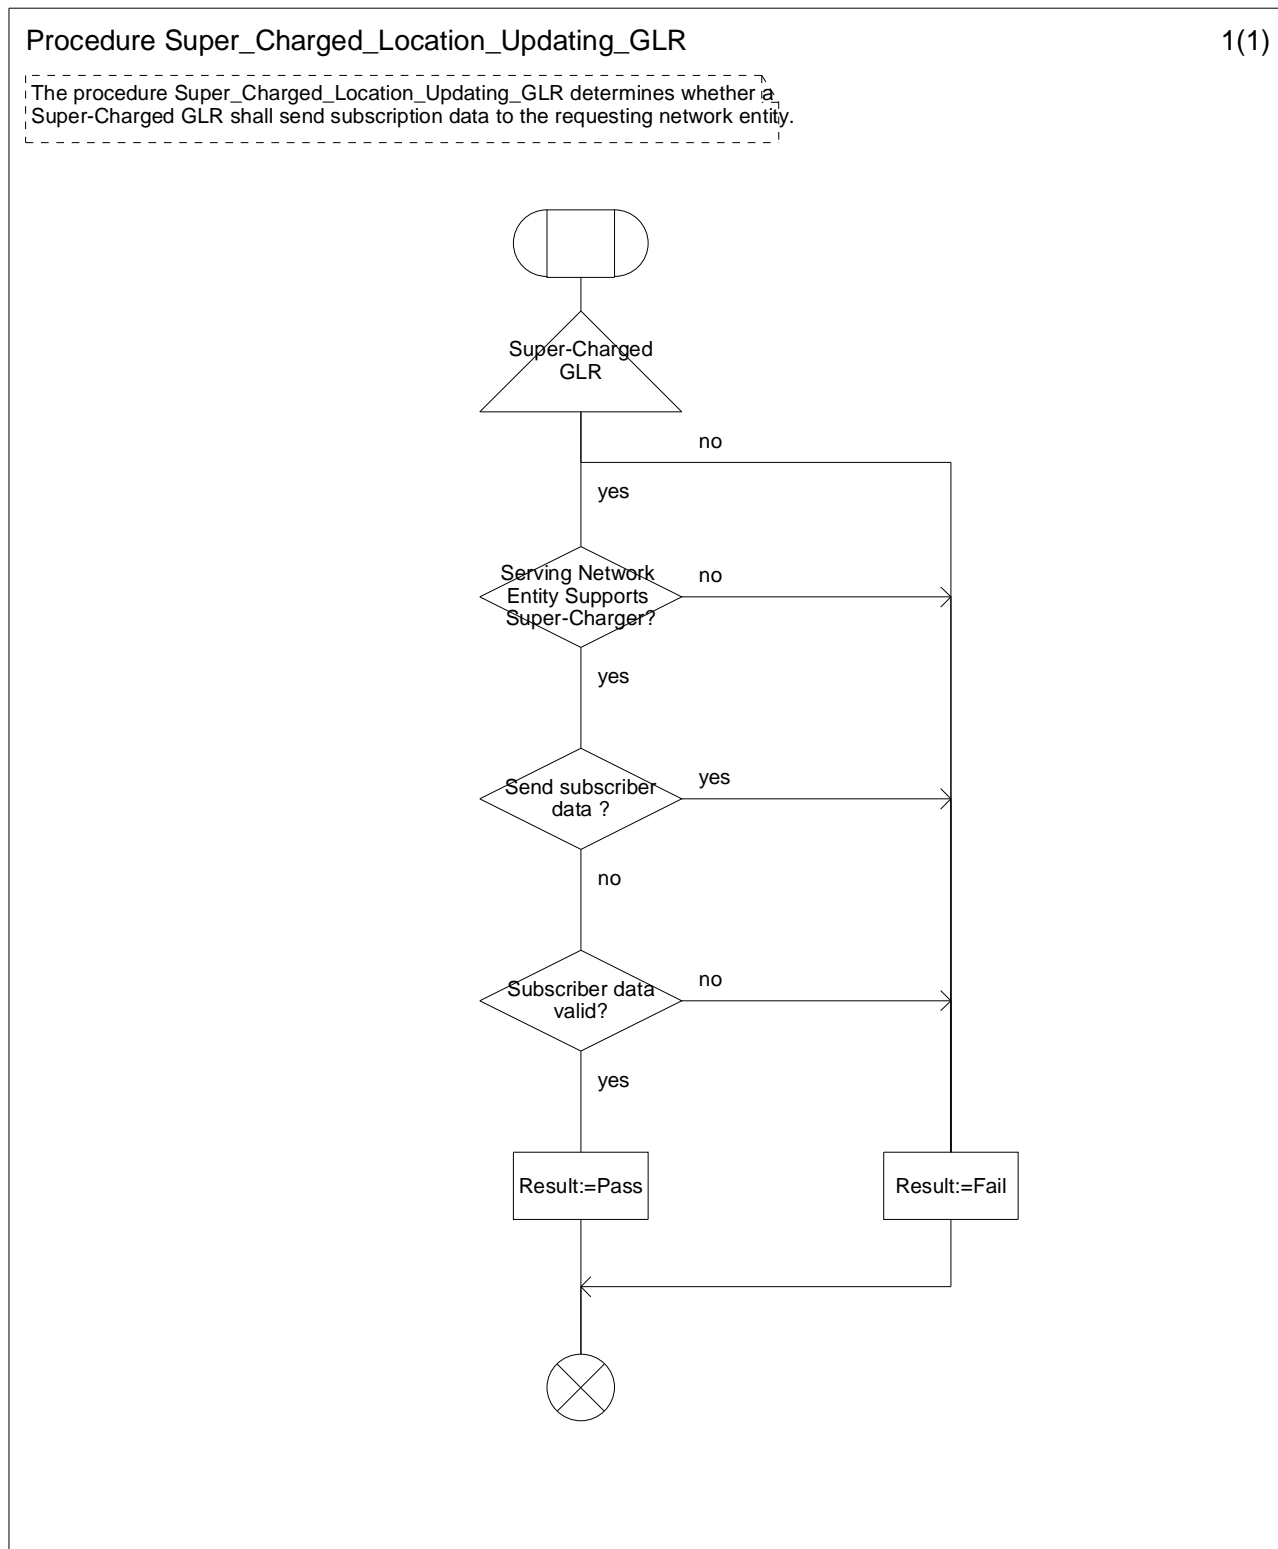 Procedure Super_Charged_Location_Updating_GLR
1(1)
The procedure Super_Charged_Location_Updating_GLR determines whether a
Super-Charged GLR shall send subscription data to the requesting network entity.
Super-Charged
GLR
no
yes
Serving Network
Entity Supports
Super-Charger?
no
yes
Send subscriber
data ?
yes
no
Subscriber data
valid?
no
yes
Result:=Pass
Result:=Fail